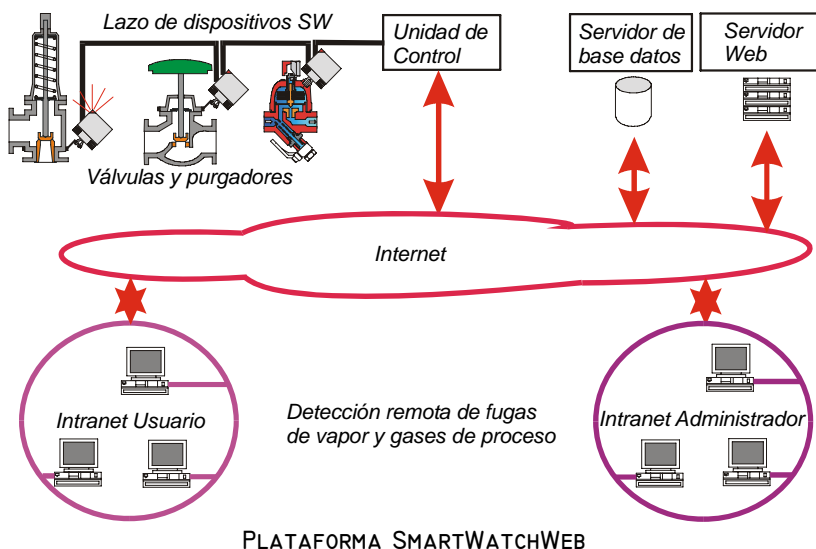 Lazo de dispositivos SW
Unidad de
Control
Servidor de
base datos
Servidor
Web
Válvulas y purgadores
Internet
Intranet Usuario
Detección remota de fugas
de vapor y gases de proceso
Intranet Administrador
PLATAFORMA SMARTWATCHWEB